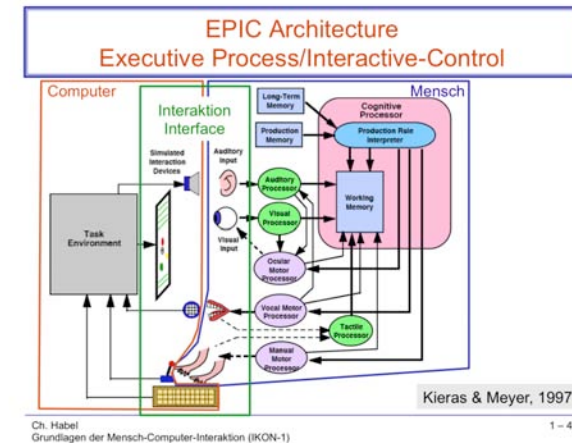 EPIC Architecture
Executive Process/Interactive-Control
Computer
Mensch
Interaktion
Interface
Long-Term
Memory
Cognitive
Processor
Production
Memory
Production Rule
Interpreter
Simulated
Interaction
Devices
Auditory
Input
Auditory
Processor
Visual
Processor
Working
Memory
Task
Environment
Visual
Input
Ocular
Motor
Processor
Vocal Motor
Processor
Tactile
Processor
Manual
Motor
Processor
Kieras & Meyer, 1997
Ch. Habel
Grundlagen der Mensch-Computer-Interaktion (IKON-1)
1 – 4